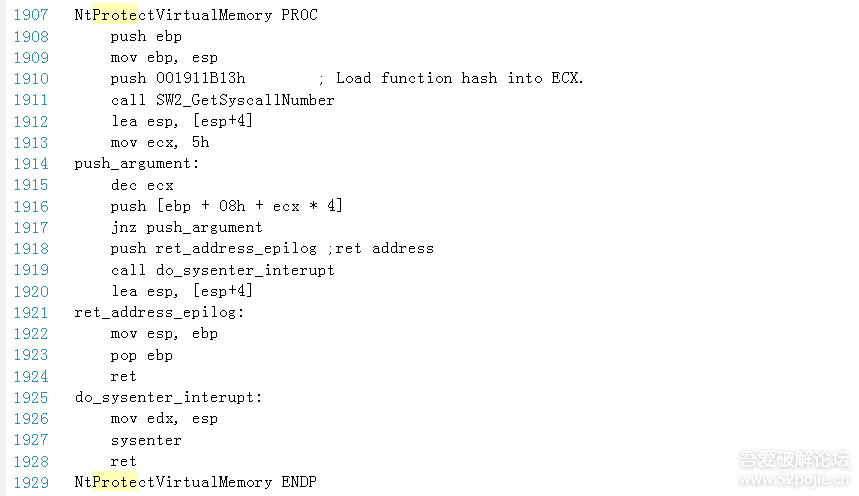 1907 NtProtectVirtualMemory PROC
1908 push ebp
1909 mov ebp, esp
1910 push 001911B13h ; Load function hash into ECX.
1911 call SW2_GetSyscallNumber
1912 lea esp, [esp+4]
1913 mov ecx, 5h
1914 push_argument:
1915 dec ecx
1916 push [ebp + 08h + ecx * 4]
1917 jnz push_argument
1918 push ret_address_epilog ;ret address
1919 call do_sysenter_interupt
1920 lea esp, [esp+4]
1921 ret_address_epilog:
1922 mov esp, ebp
1923 pop ebp
1924 ret
1925 do_sysenter_interupt:
1926 mov edx, esp
1927 sysenter
1928 ret
1929 NtProtectVirtualMemory ENDP
吾爱破解论坛
www.52pojie.cn